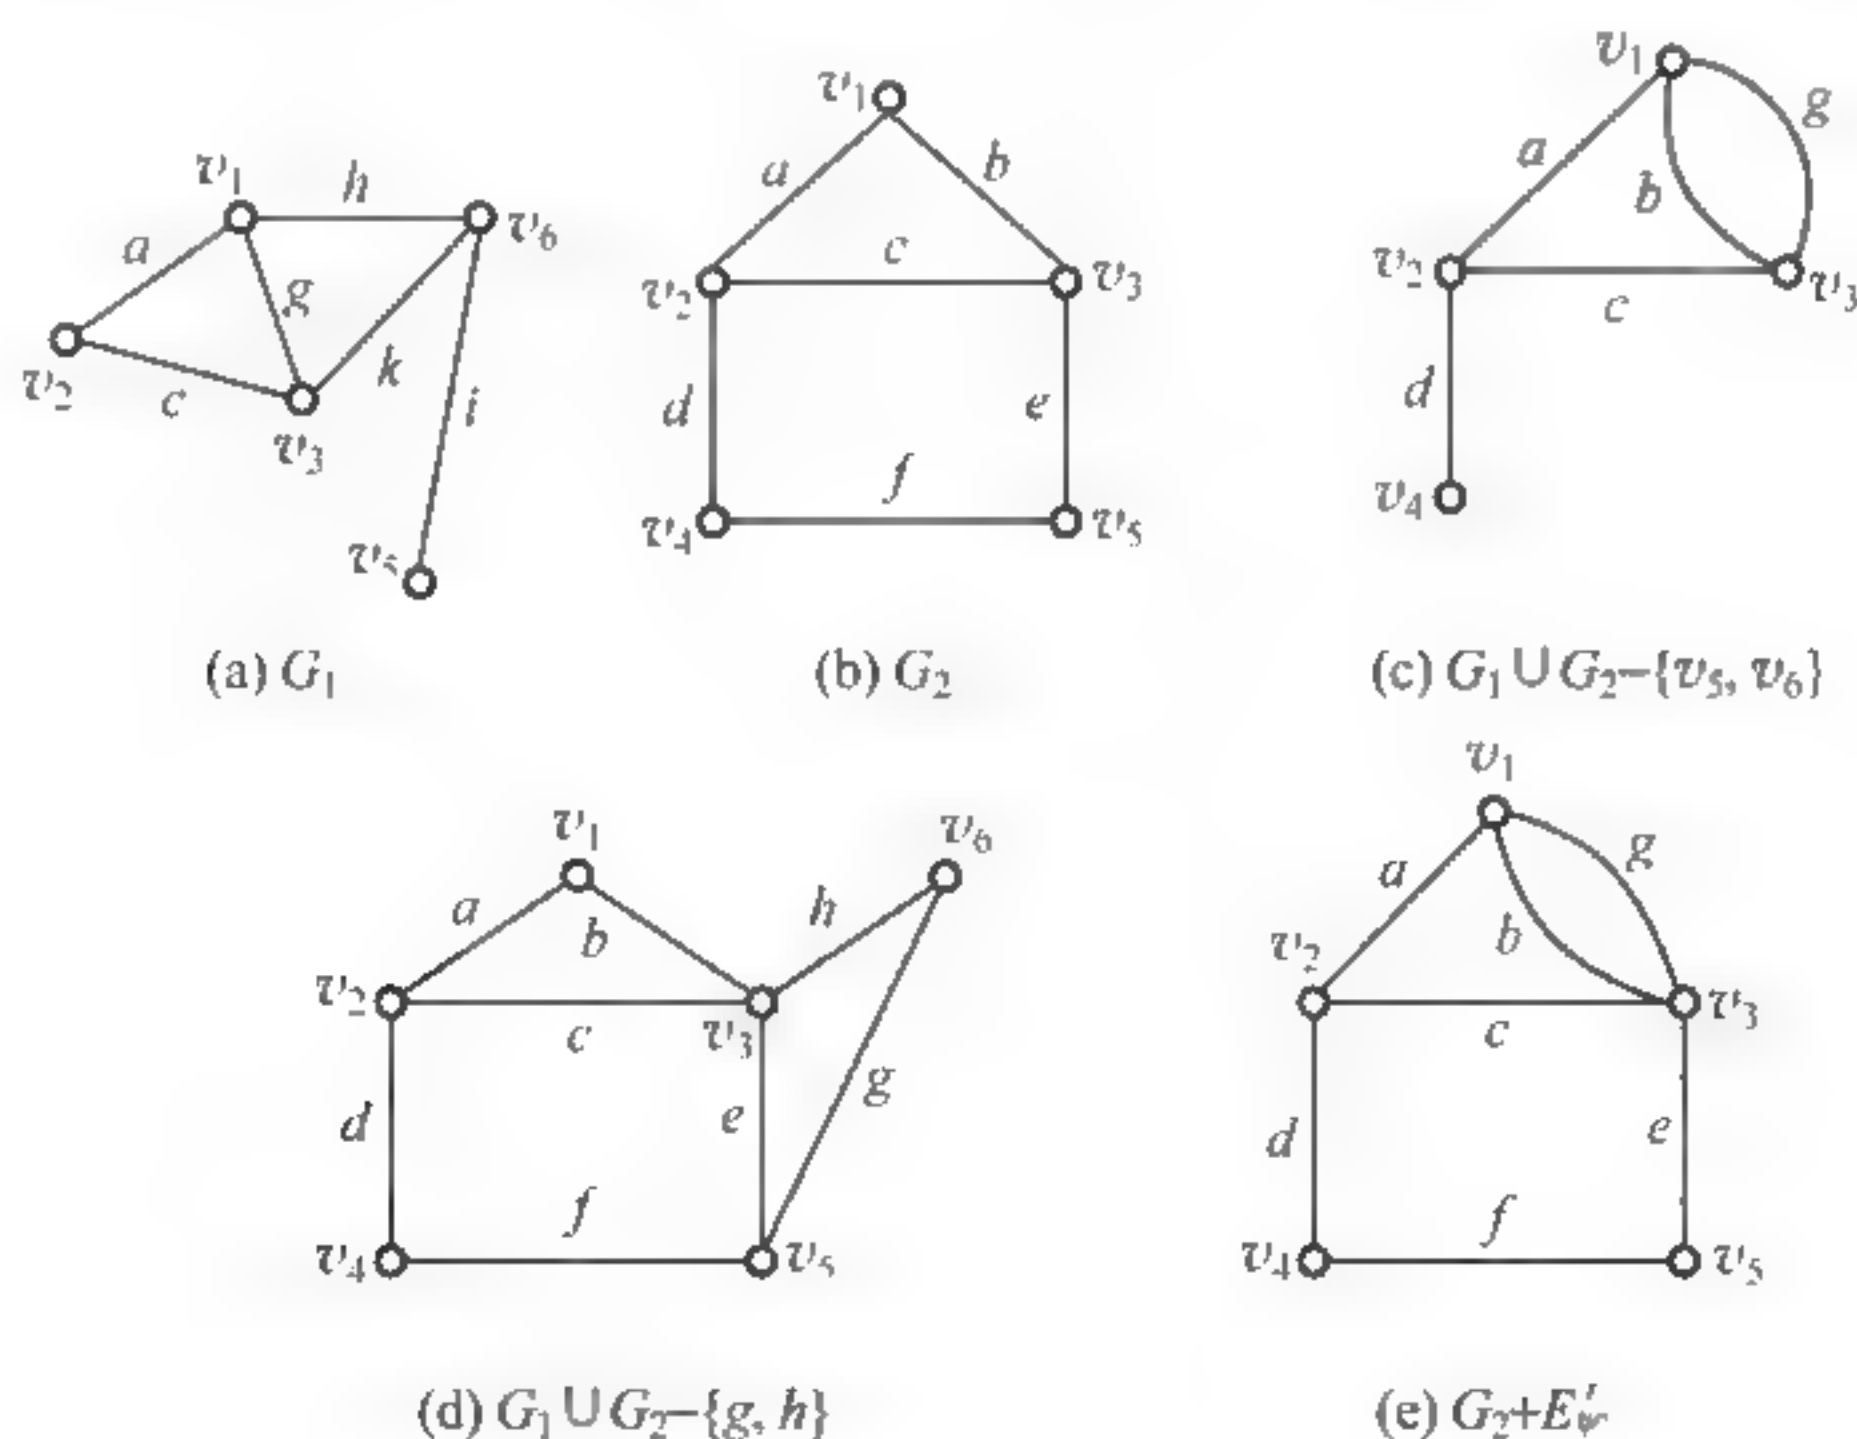 v₁ h v₆
a g
v₂ c k i
v₃
v₅
(a) G₁
v₁
a b
v₂ c v₃
d e
f
v₄ v₅
(b) G₂
v₁ g
a b
v₂ c v₃
d
v₄
(c) G₁∪G₂−{v₅, v₆}
v₁ v₆
a b h
v₂ c v₃
d e g
f
v₄ v₅
(d) G₁∪G₂−{g, h}
v₁
a b g
v₂ c v₃
d e
f
v₄ v₅
(e) G₂+E′